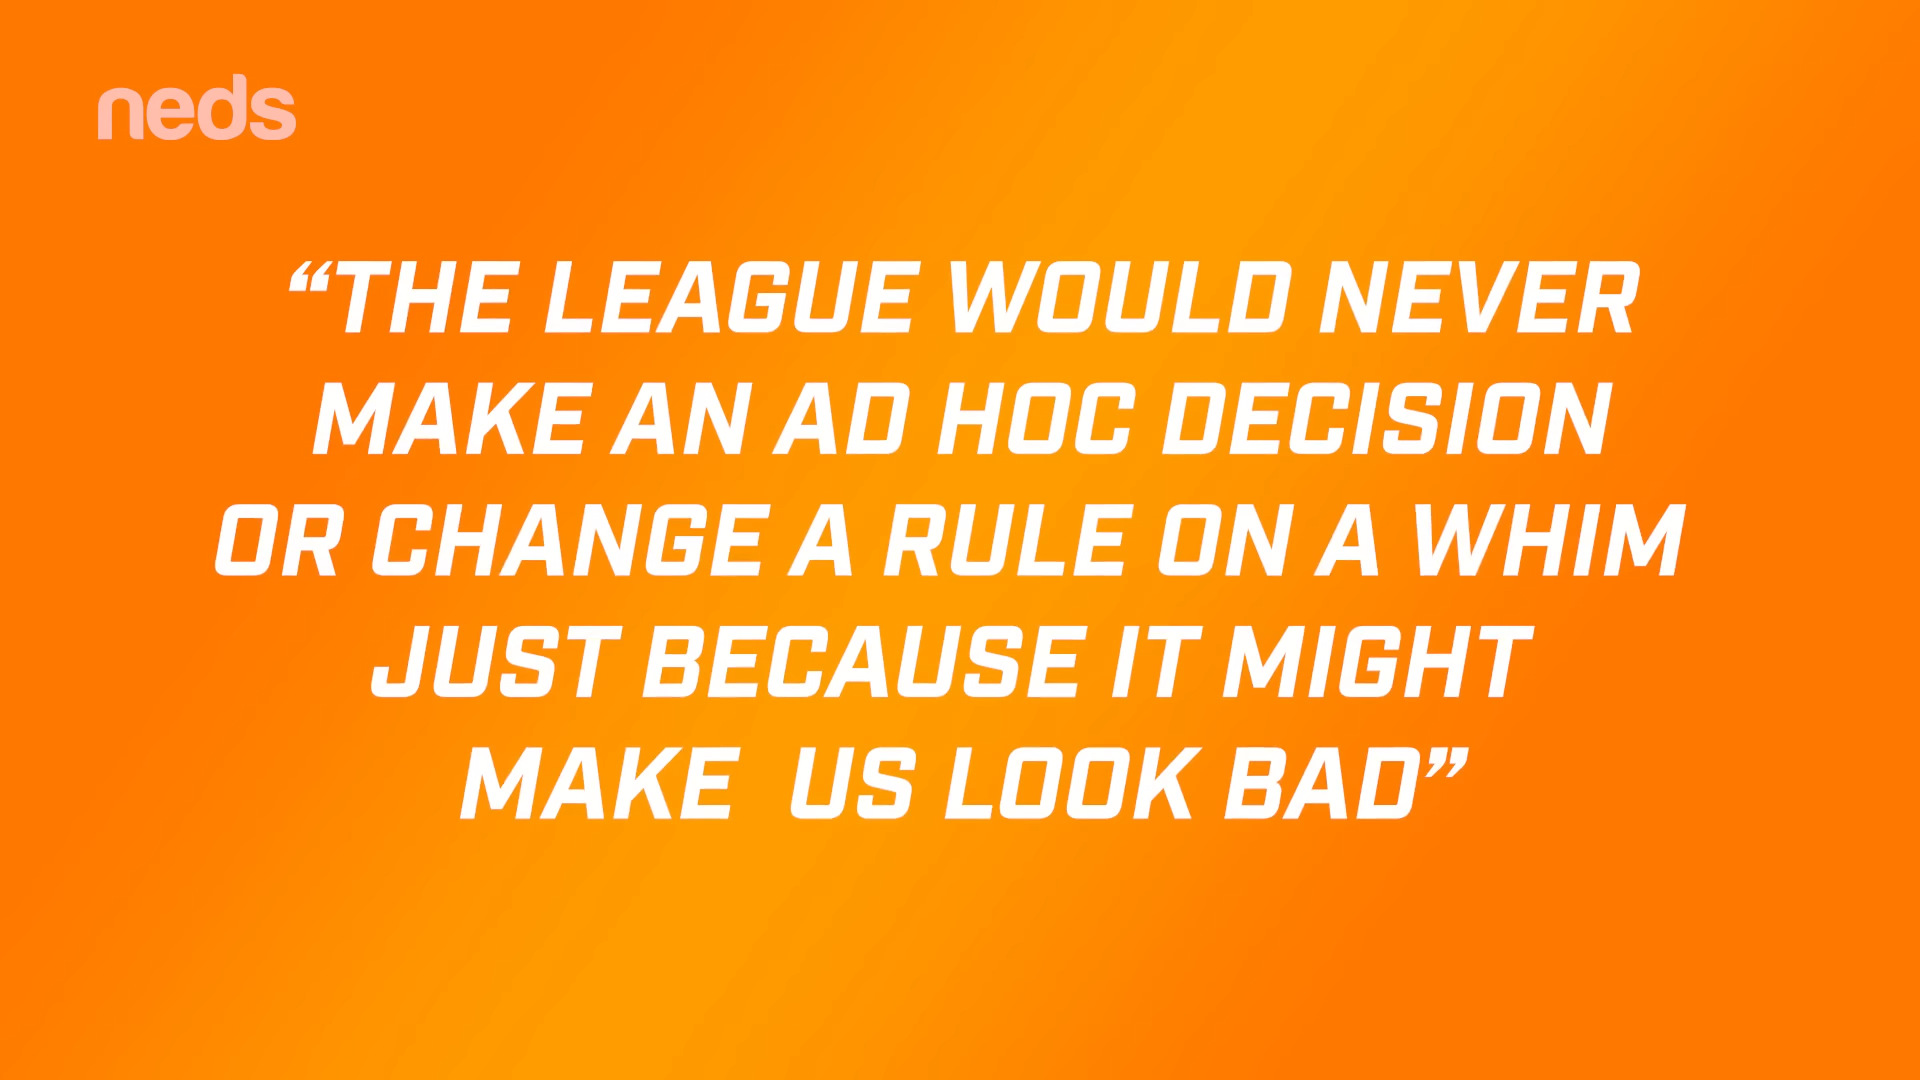 neds
“THE LEAGUE WOULD NEVER
MAKE AN AD HOC DECISION
OR CHANGE A RULE ON A WHIM
JUST BECAUSE IT MIGHT
MAKE  US LOOK BAD”